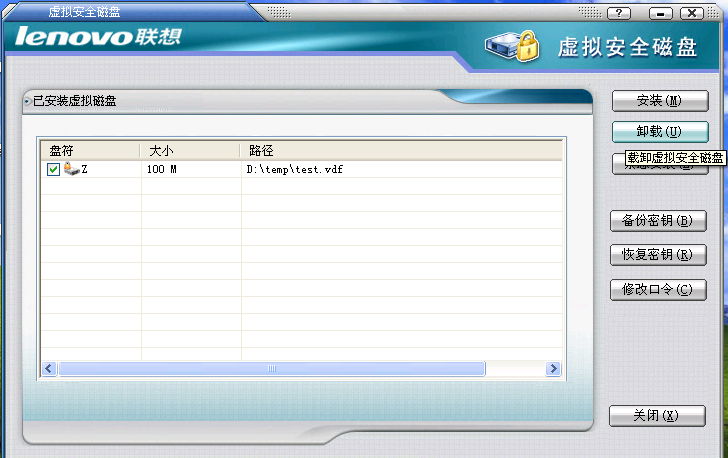 虚拟安全磁盘
lenovo联想
虚拟安全磁盘
已安装虚拟磁盘
盘符 大小 路径
Z 100 M D:\temp\test.vdf
安装(M)
卸载(U)
载卸虚拟安全磁盘
备份密钥(B)
恢复密钥(R)
修改口令(C)
关闭(X)